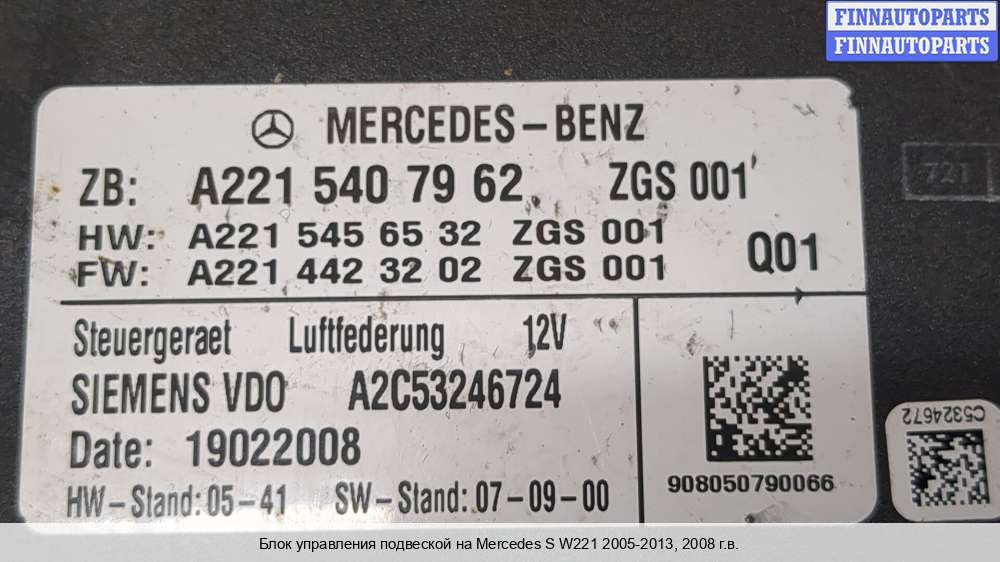 FINNAUTOPARTS
FINNAUTOPARTS
MERCEDES-BENZ
ZB: A221 540 79 62 ZGS 001
HW: A221 545 65 32 ZGS 001
FW: A221 442 32 02 ZGS 001
Q01
721
Steuergeraet Luftfederung 12V
SIEMENS VDO A2C53246724
Date: 19022008
HW-Stand: 05-41 SW-Stand: 07-09-00
908050790066
C5324672
Блок управления подвеской на Mercedes S W221 2005-2013, 2008 г.в.